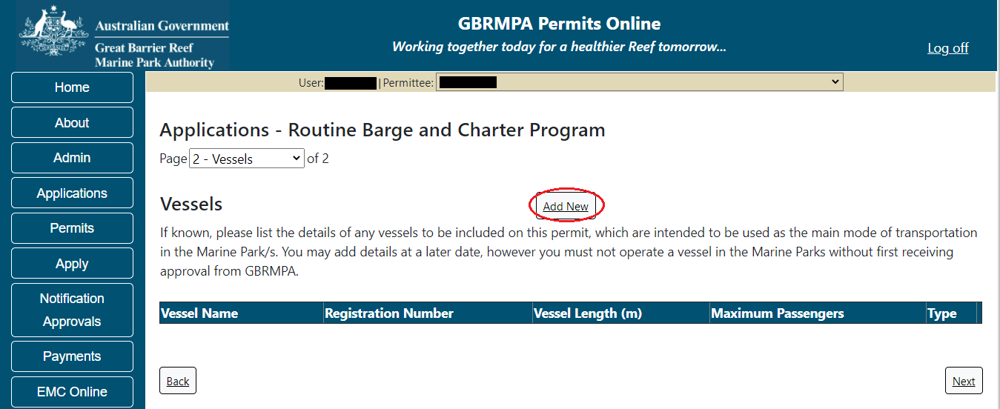 Australian Government
Great Barrier Reef
Marine Park Authority
GBRMPA Permits Online
Working together today for a healthier Reef tomorrow...
Log off
User: | Permittee:
Home
About
Admin
Applications
Permits
Apply
Notification
Approvals
Payments
EMC Online
Applications - Routine Barge and Charter Program
Page 2 - Vessels of 2
Vessels
Add New
If known, please list the details of any vessels to be included on this permit, which are intended to be used as the main mode of transportation
in the Marine Park/s. You may add details at a later date, however you must not operate a vessel in the Marine Parks without first receiving
approval from GBRMPA.
Vessel Name Registration Number Vessel Length (m) Maximum Passengers Type
Back Next